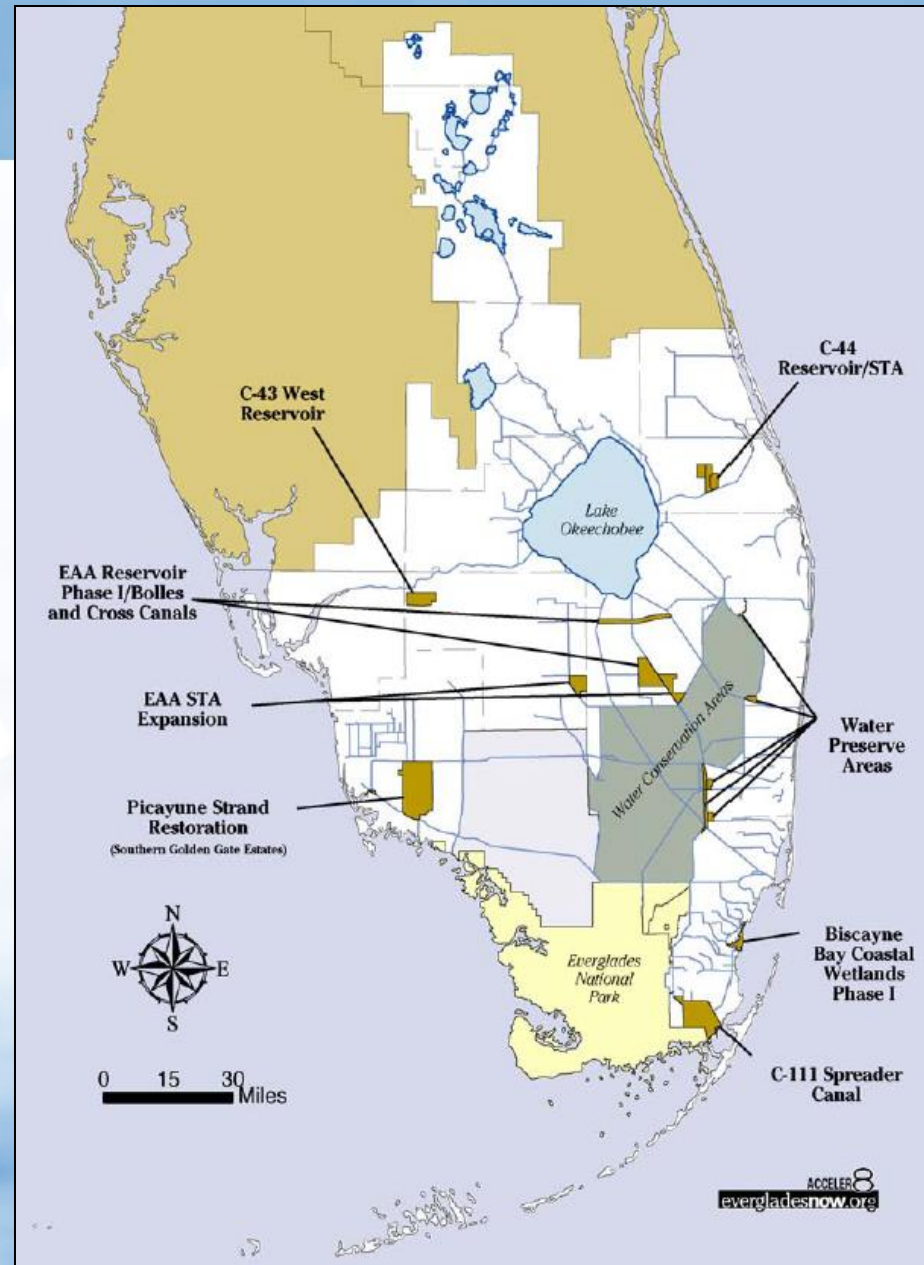 C-44
Reservoir/STA
C-43 West
Reservoir
Lake
Okeechobee
EAA Reservoir
Phase I/Bolles
and Cross Canals
EAA STA
Expansion
Water Conservation Areas
Water
Preserve
Areas
Picayune Strand
Restoration
(Southern Golden Gate Estates)
N
W
E
S
Everglades
National
Park
Biscayne
Bay Coastal
Wetlands
Phase I
C-111 Spreader
Canal
0 15 30
Miles
ACCELER8
evergladesnow.org